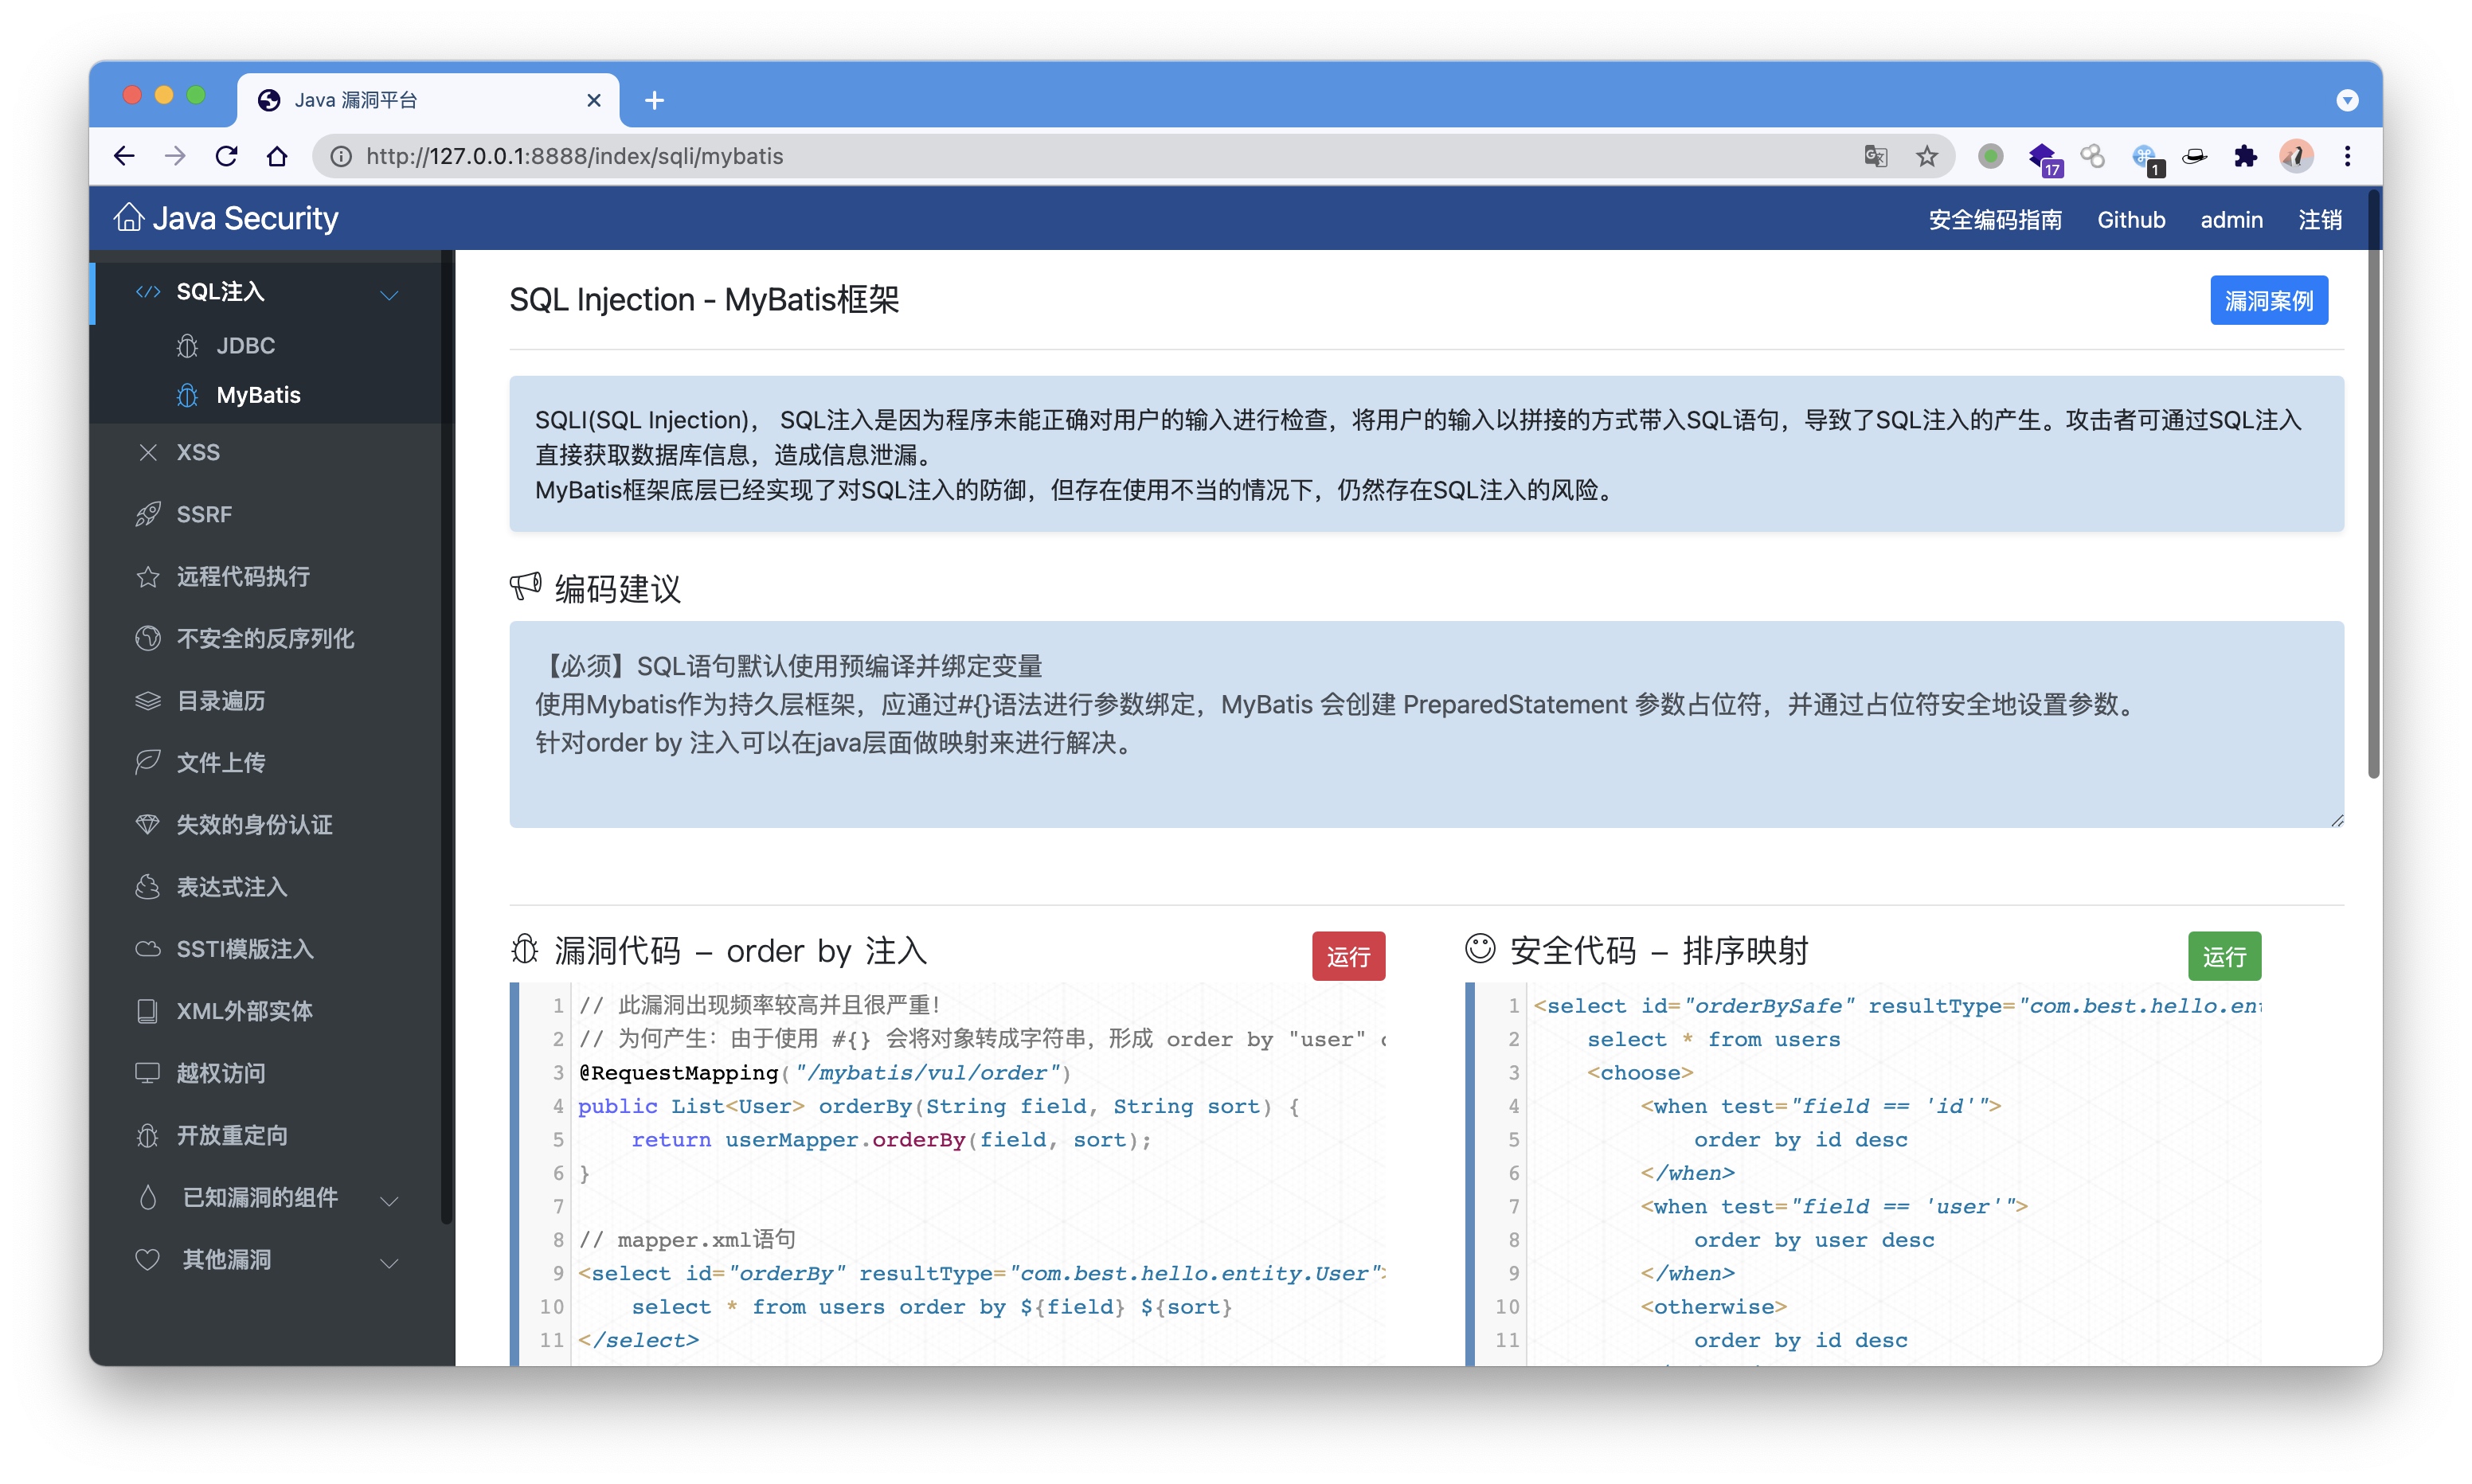 Java 漏洞平台
http://127.0.0.1:8888/index/sqli/mybatis
17
1
Java Security
安全编码指南 Github admin 注销
SQL注入
JDBC
MyBatis
XSS
SSRF
远程代码执行
不安全的反序列化
目录遍历
文件上传
失效的身份认证
表达式注入
SSTI模版注入
XML外部实体
越权访问
开放重定向
已知漏洞的组件
其他漏洞
SQL Injection - MyBatis框架
漏洞案例
SQLI(SQL Injection)， SQL注入是因为程序未能正确对用户的输入进行检查，将用户的输入以拼接的方式带入SQL语句，导致了SQL注入的产生。攻击者可通过SQL注入
直接获取数据库信息，造成信息泄漏。
MyBatis框架底层已经实现了对SQL注入的防御，但存在使用不当的情况下，仍然存在SQL注入的风险。
编码建议
【必须】SQL语句默认使用预编译并绑定变量
使用Mybatis作为持久层框架，应通过#{}语法进行参数绑定，MyBatis 会创建 PreparedStatement 参数占位符，并通过占位符安全地设置参数。
针对order by 注入可以在java层面做映射来进行解决。
漏洞代码 – order by 注入
运行
1 // 此漏洞出现频率较高并且很严重！
2 // 为何产生：由于使用 #{} 会将对象转成字符串，形成 order by "user"
3 @RequestMapping("/mybatis/vul/order")
4 public List<User> orderBy(String field, String sort) {
5 return userMapper.orderBy(field, sort);
6 }
7
8 // mapper.xml语句
9 <select id="orderBy" resultType="com.best.hello.entity.User">
10 select * from users order by ${field} ${sort}
11 </select>
安全代码 – 排序映射
运行
1 <select id="orderBySafe" resultType="com.best.hello.ent
2 select * from users
3 <choose>
4 <when test="field == 'id'">
5 order by id desc
6 </when>
7 <when test="field == 'user'">
8 order by user desc
9 </when>
10 <otherwise>
11 order by id desc